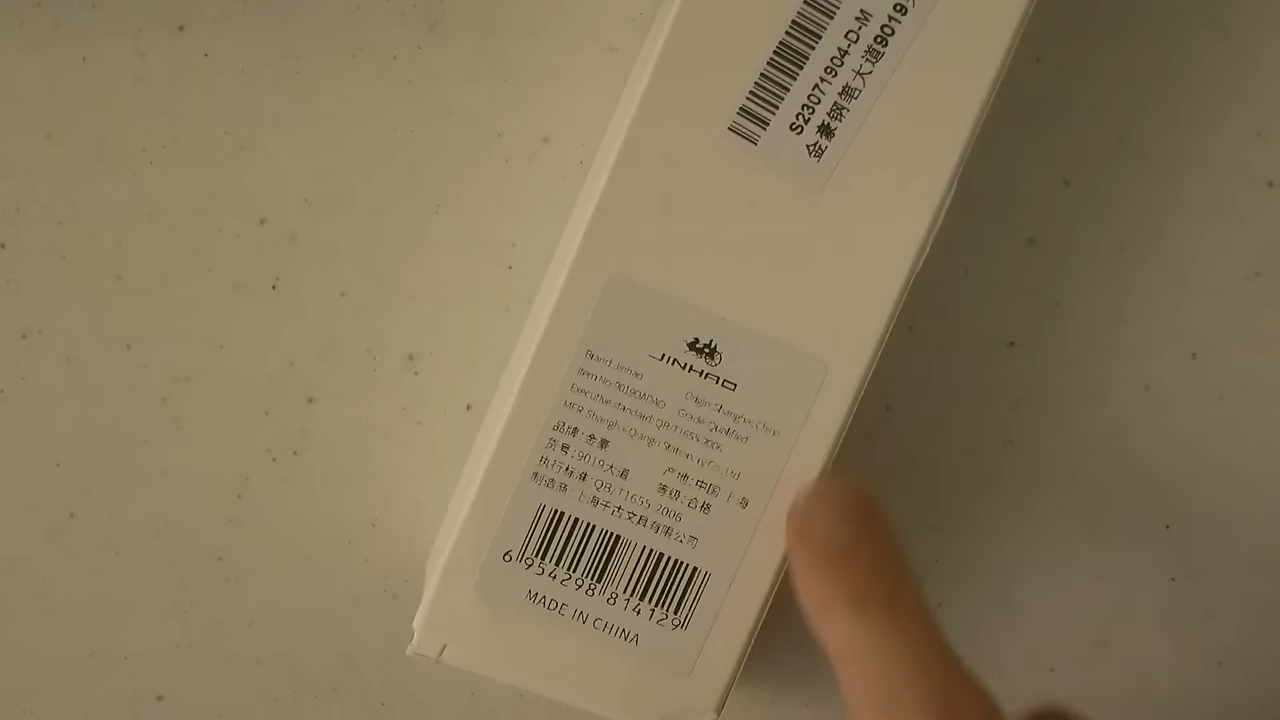 S23071904-D-M
金豪钢笔大道9019
JINHAO
Brand: Jinhao
Origin: Shanghai, China
Item No: 9019DADAO
Grade: Qualified
Executive standard: QB/T1655 2006
MFR: Shanghai Qiangu Stationary Co., Ltd
品牌: 金豪
产地: 中国 上海
货号: 9019大道
等级: 合格
执行标准: QB/T1655 2006
制造商: 上海千古文具有限公司
6 954298 814129
MADE IN CHINA